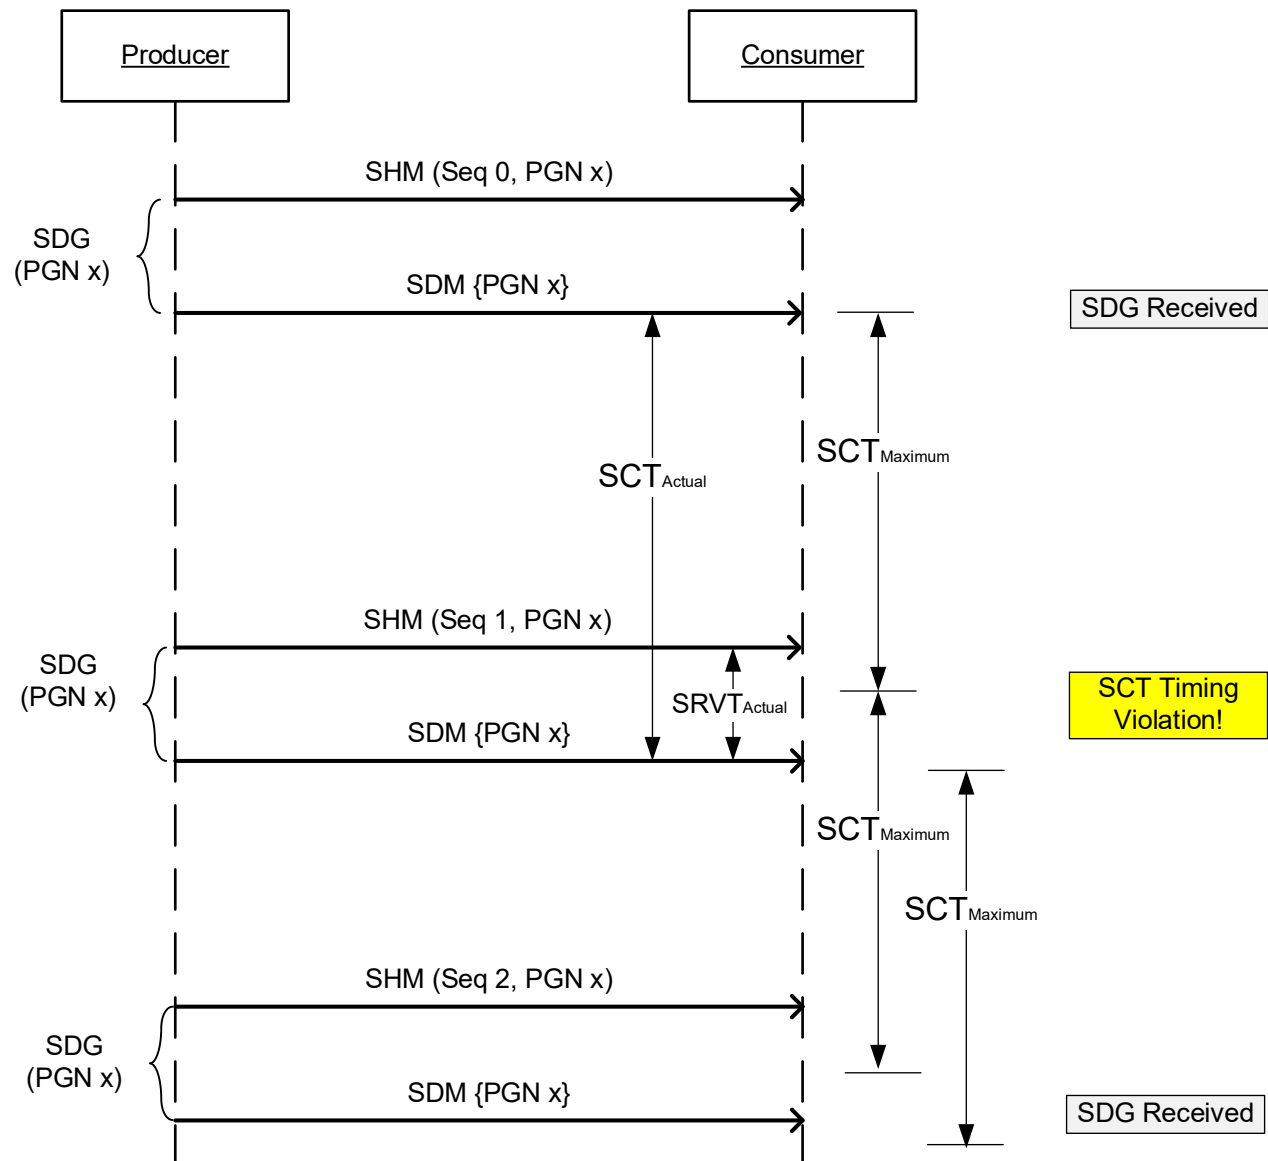 Producer
Consumer
SHM (Seq 0, PGN x)
SDG
(PGN x)
SDM {PGN x}
SDG Received
SCTActual
SCTMaximum
SHM (Seq 1, PGN x)
SDG
(PGN x)
SRVTActual
SCT Timing
Violation!
SDM {PGN x}
SCTMaximum
SCTMaximum
SHM (Seq 2, PGN x)
SDG
(PGN x)
SDM {PGN x}
SDG Received